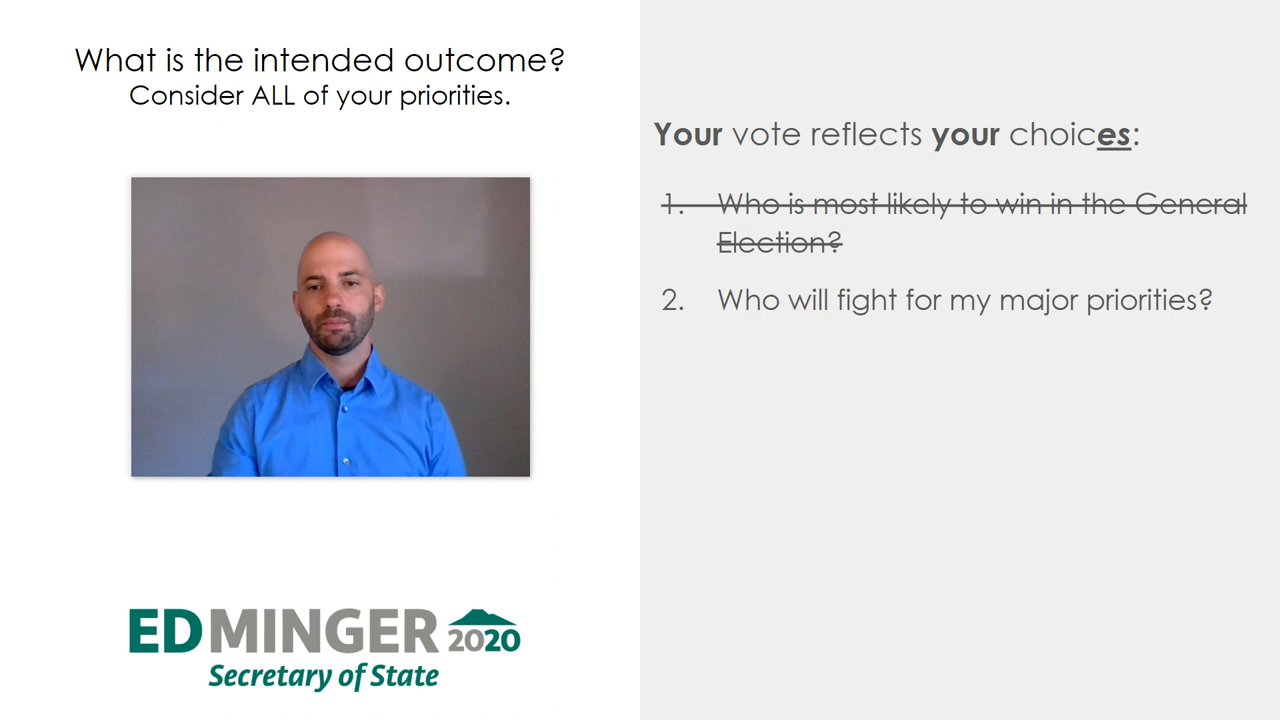 What is the intended outcome?
Consider ALL of your priorities.
Your vote reflects your choices:
1. Who is most likely to win in the General
Election?
2. Who will fight for my major priorities?
EDMINGER 2020
Secretary of State